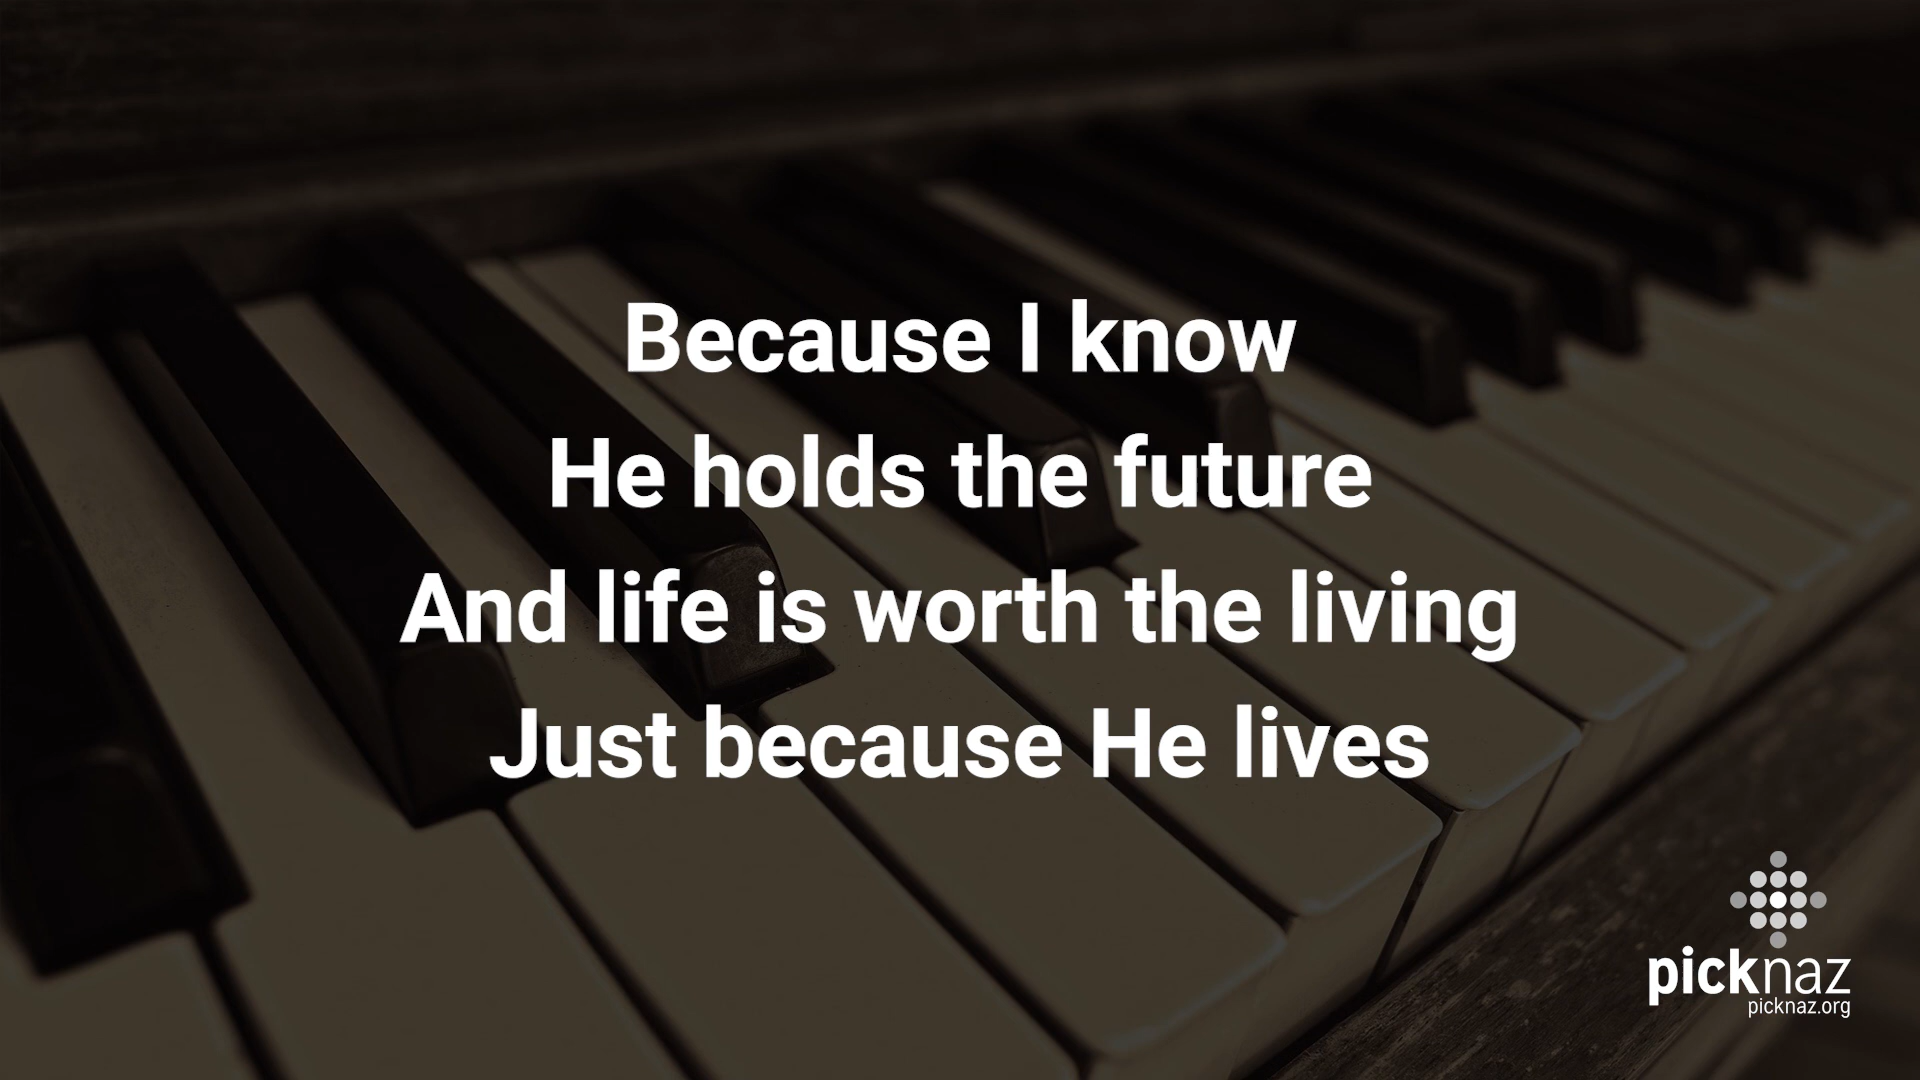 Because I know
He holds the future
And life is worth the living
Just because He lives
picknaz
picknaz.org